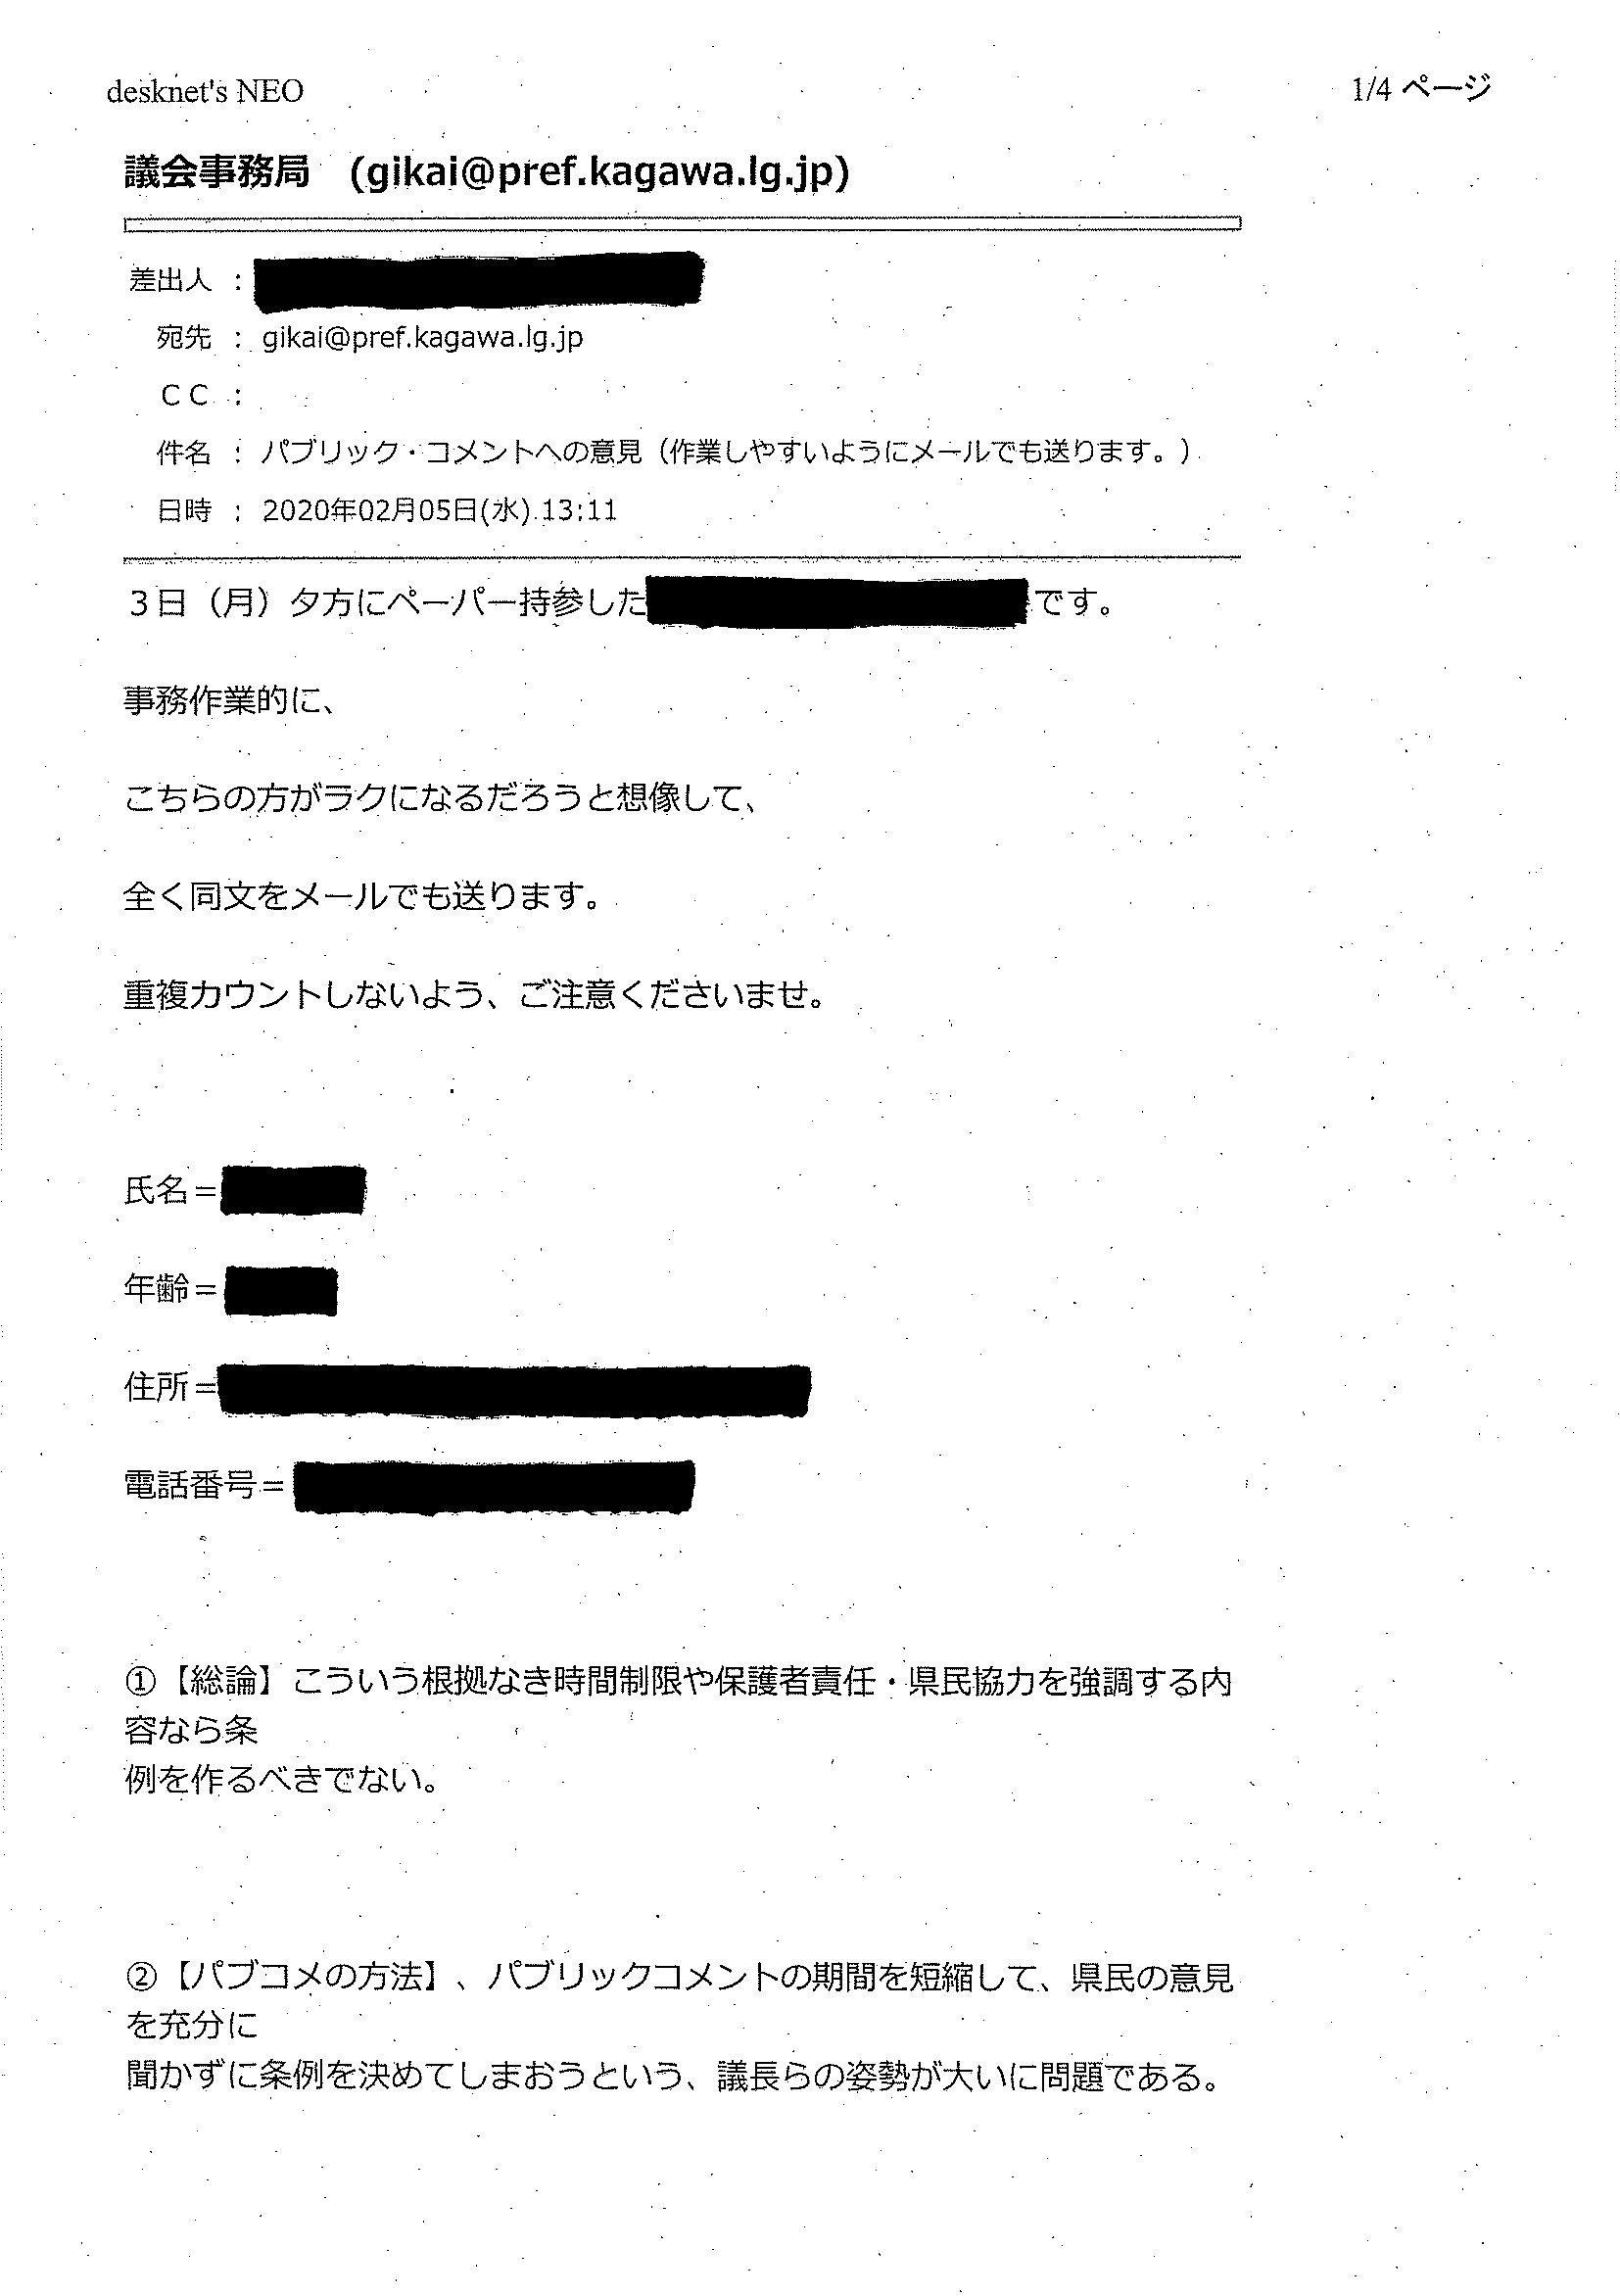 desknet's NEO
1/4 ページ
議会事務局 (gikai@pref.kagawa.lg.jp)
差出人 :
宛先 : gikai@pref.kagawa.lg.jp
ＣＣ :
件名 : パブリック・コメントへの意見（作業しやすいようにメールでも送ります。）
日時 : 2020年02月05日(水) 13:11
３日（月）夕方にペーパー持参した です。
事務作業的に、
こちらの方がラクになるだろうと想像して、
全く同文をメールでも送ります。
重複カウントしないよう、ご注意くださいませ。
氏名＝
年齢＝
住所＝
電話番号＝
①【総論】こういう根拠なき時間制限や保護者責任・県民協力を強調する内
容なら条
例を作るべきでない。
②【パブコメの方法】、パブリックコメントの期間を短縮して、県民の意見
を充分に
聞かずに条例を決めてしまおうという、議長らの姿勢が大いに問題である。